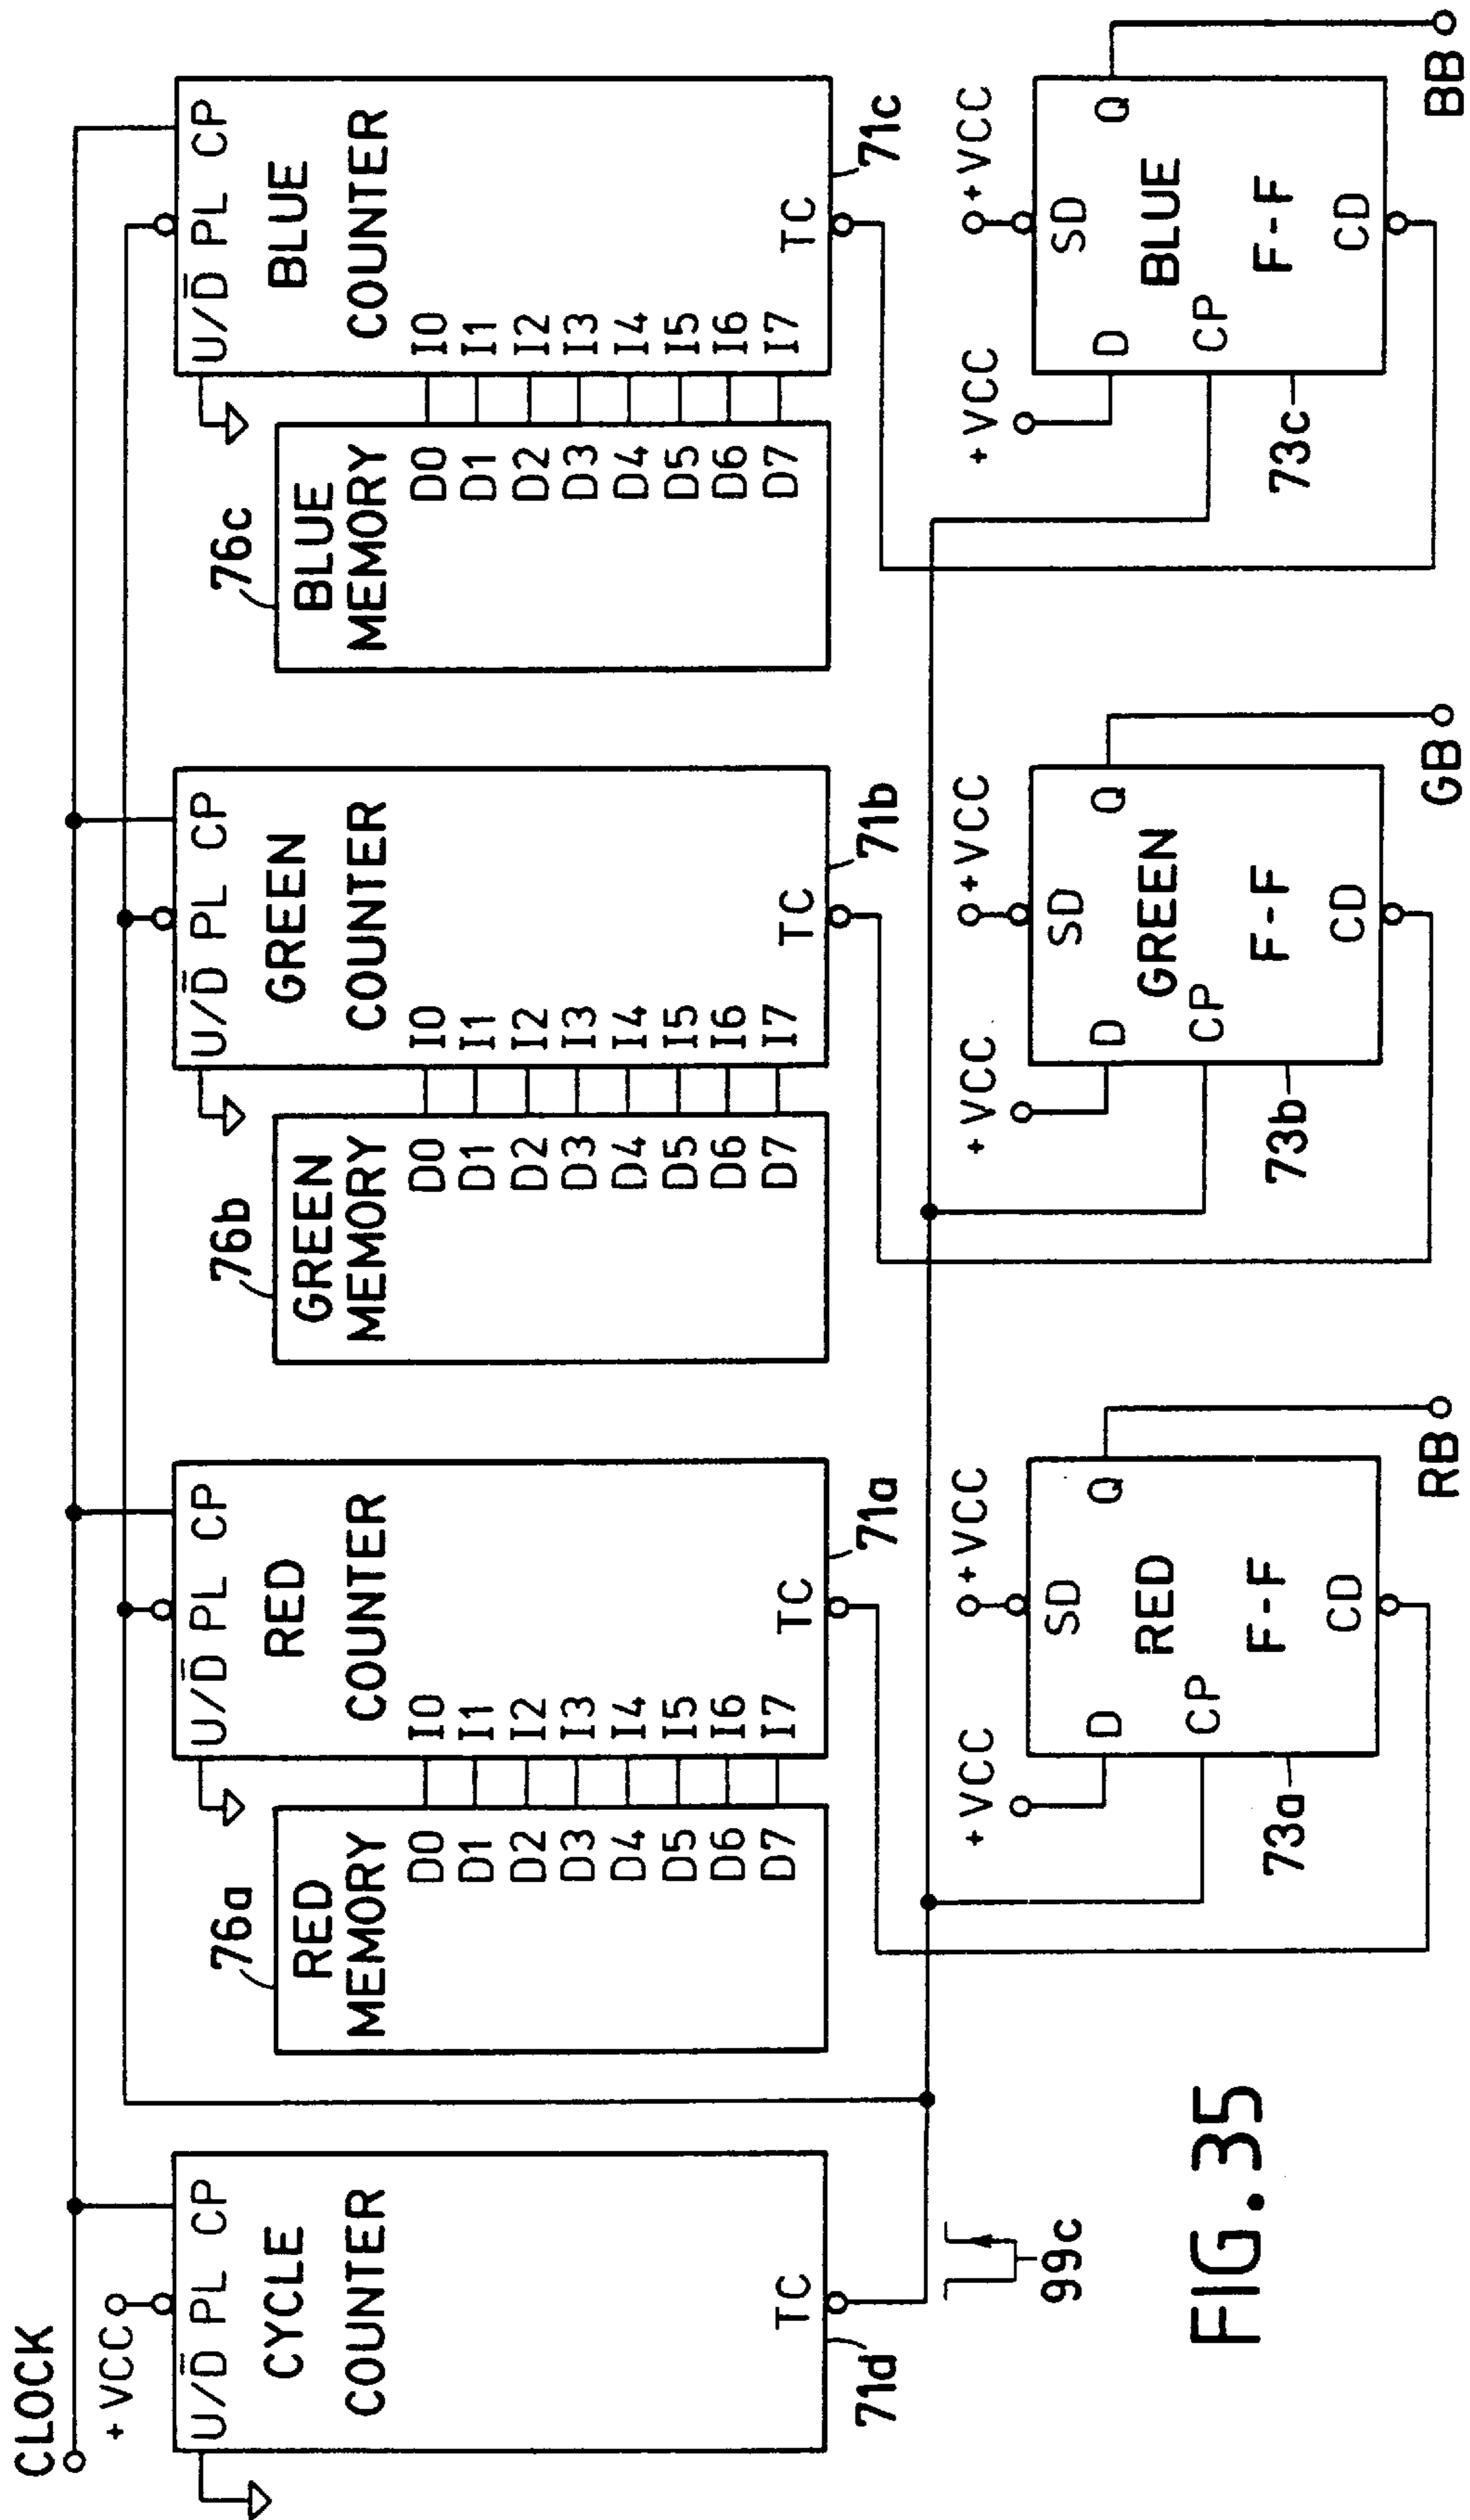 CLOCK
+VCC
U/D̅ PL CP
CYCLE
COUNTER
TC
71d
99c
76a
RED
MEMORY
D0
D1
D2
D3
D4
D5
D6
D7
U/D̅ PL CP
RED
COUNTER
I0
I1
I2
I3
I4
I5
I6
I7
TC
71a
76b
GREEN
MEMORY
D0
D1
D2
D3
D4
D5
D6
D7
U/D̅ PL CP
GREEN
COUNTER
I0
I1
I2
I3
I4
I5
I6
I7
TC
71b
76c
BLUE
MEMORY
D0
D1
D2
D3
D4
D5
D6
D7
U/D̅ PL CP
BLUE
COUNTER
I0
I1
I2
I3
I4
I5
I6
I7
TC
71c
+VCC
+VCC
SD
D
Q
CP
RED
F-F
CD
73a
RB
+VCC
+VCC
SD
D
Q
CP
GREEN
F-F
CD
73b
GB
+VCC
+VCC
SD
D
Q
CP
BLUE
F-F
CD
73c
BB
FIG. 35